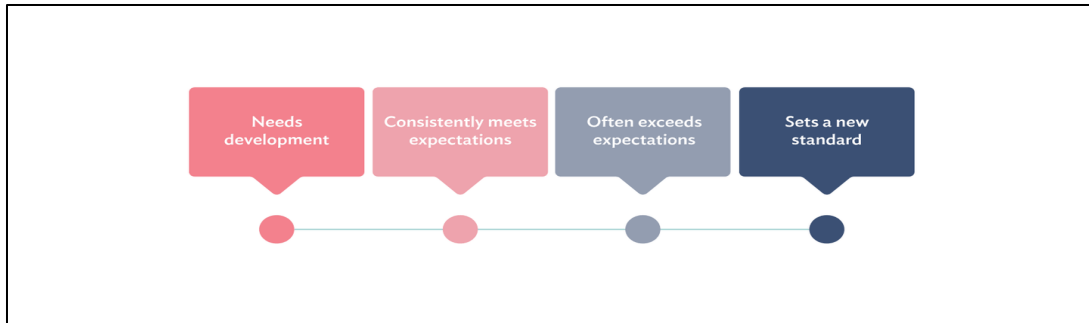 Needs
development
Consistently meets
expectations
Often exceeds
expectations
Sets a new
standard